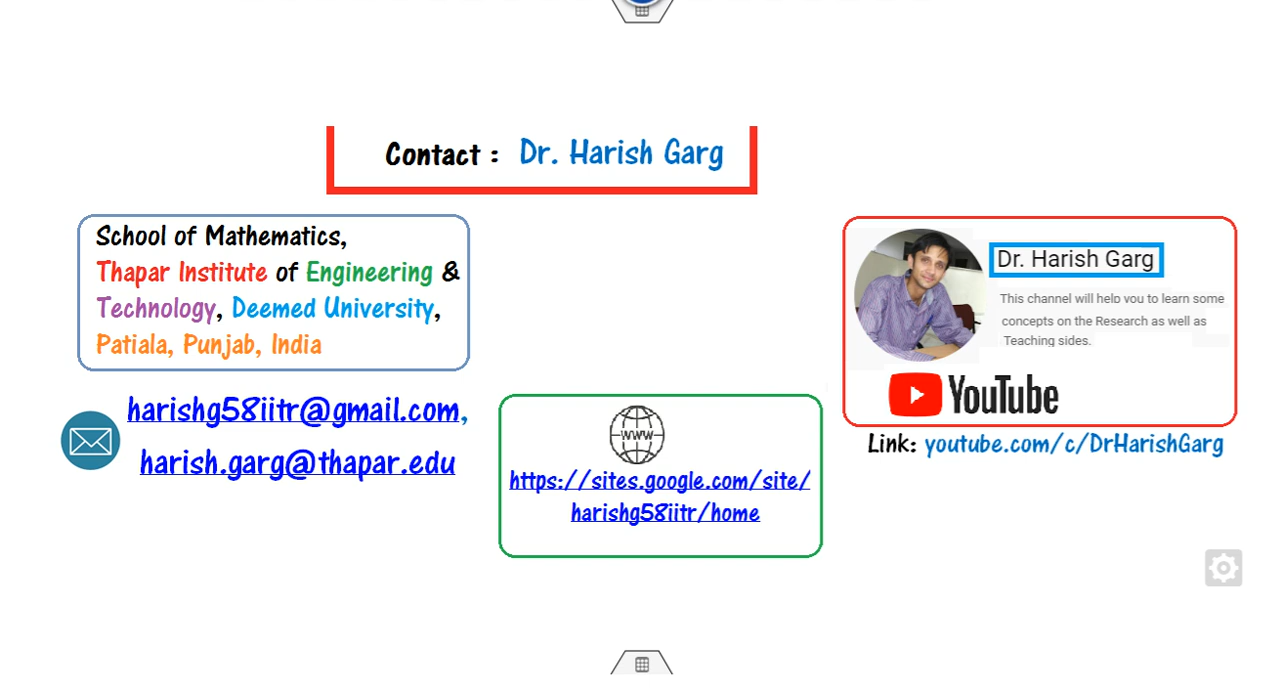 Contact : Dr. Harish Garg
School of Mathematics,
Thapar Institute of Engineering &
Technology, Deemed University,
Patiala, Punjab, India
harishg58iitr@gmail.com,
harish.garg@thapar.edu
www
https://sites.google.com/site/
harishg58iitr/home
Dr. Harish Garg
This channel will help you to learn some
concepts on the Research as well as
Teaching sides.
YouTube
Link: youtube.com/c/DrHarishGarg